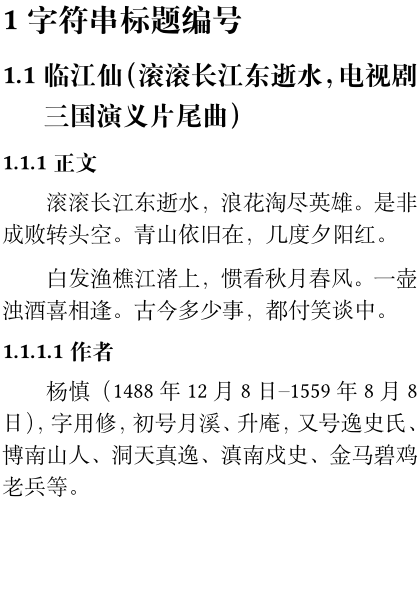 1 字符串标题编号
1.1 临江仙（滚滚长江东逝水，电视剧
三国演义片尾曲）
1.1.1 正文
滚滚长江东逝水，浪花淘尽英雄。是非
成败转头空。青山依旧在，几度夕阳红。
白发渔樵江渚上，惯看秋月春风。一壶
浊酒喜相逢。古今多少事，都付笑谈中。
1.1.1.1 作者
杨慎（1488 年 12 月 8 日–1559 年 8 月 8
日），字用修，初号月溪、升庵，又号逸史氏、
博南山人、洞天真逸、滇南戍史、金马碧鸡
老兵等。